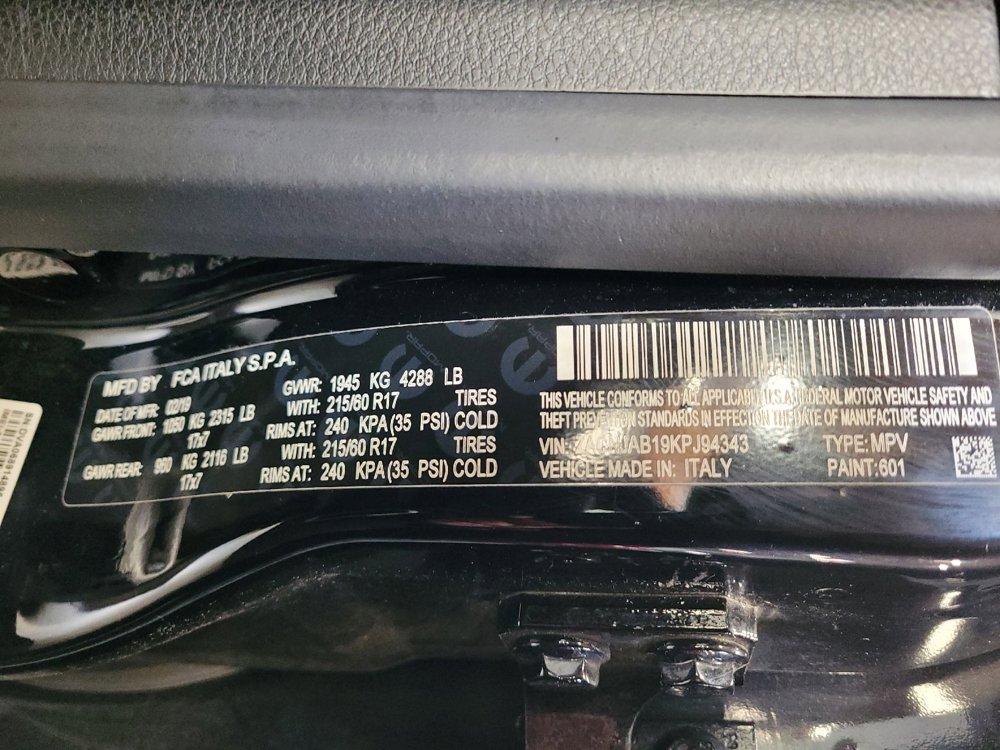 MFD BY FCA ITALY S.P.A.
DATE OF MFR: 02/19 GVWR: 1945 KG 4288 LB
GAWR FRONT: 1050 KG 2315 LB WITH: 215/60 R17 TIRES
17x7 RIMS AT: 240 KPA(35 PSI) COLD
GAWR REAR: 960 KG 2116 LB WITH: 215/60 R17 TIRES
17x7 RIMS AT: 240 KPA(35 PSI) COLD
THIS VEHICLE CONFORMS TO ALL APPLICABLE U.S.A. FEDERAL MOTOR VEHICLE SAFETY AND
THEFT PREVENTION STANDARDS IN EFFECT ON THE DATE OF MANUFACTURE SHOWN ABOVE
VIN: TYPE: MPV
VEHICLE MADE IN: ITALY PAINT: 601
MOPAR